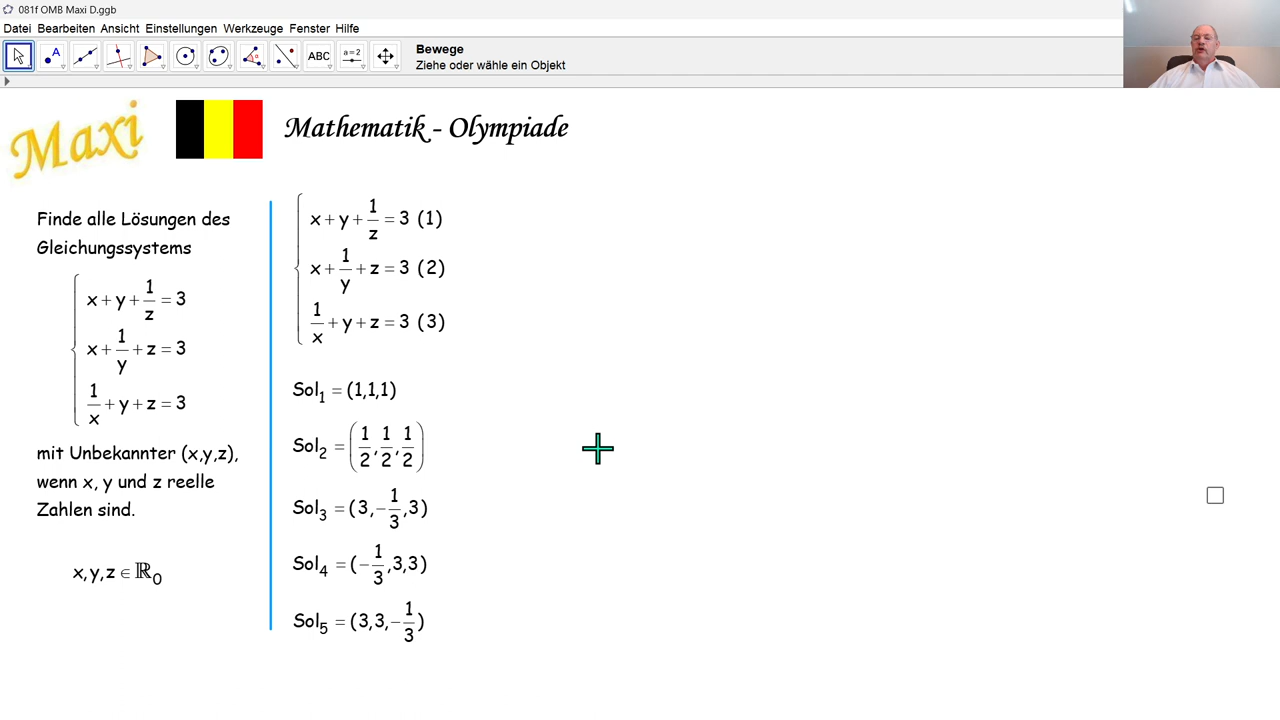 081f OMB Maxi D.ggb
Datei Bearbeiten Ansicht Einstellungen Werkzeuge Fenster Hilfe
A
ABC
a=2
Bewege
Ziehe oder wähle ein Objekt
Maxi
Mathematik - Olympiade
Finde alle Lösungen des
Gleichungssystems
x+y+1/z=3
x+1/y+z=3
1/x+y+z=3
mit Unbekannter (x,y,z),
wenn x, y und z reelle
Zahlen sind.
x,y,z∈ℝ₀
x+y+1/z=3 (1)
x+1/y+z=3 (2)
1/x+y+z=3 (3)
Sol₁=(1,1,1)
Sol₂=(1/2,1/2,1/2)
Sol₃=(3,-1/3,3)
Sol₄=(-1/3,3,3)
Sol₅=(3,3,-1/3)